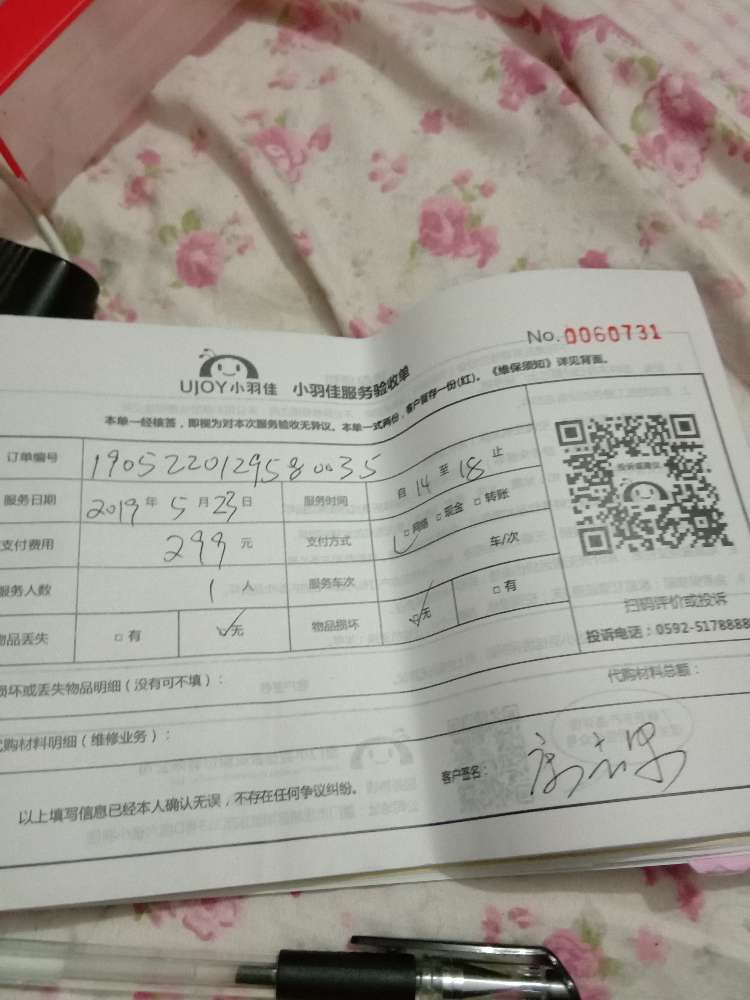 No.0060731
UJOY小羽佳 小羽佳服务验收单
本单一经核签，即视为对本次服务验收无异议。本单一式两份，客户留存一份(红)。《维保须知》详见背面。
订单编号 190522012958 0035
服务日期 2019年 5月23日 服务时间 自 14 至 18 止
支付费用 299元 支付方式 □网络 □现金 □转账
服务人数 1人 服务车次 车/次
物品丢失 □有 □无 物品损坏 □无 □有
扫码评价或投诉
投诉电话：0592-5178888
损坏或丢失物品明细（没有可不填）：
代购材料总额：
代购材料明细（维修业务）：
以上填写信息已经本人确认无误，不存在任何争议纠纷。
客户签名：